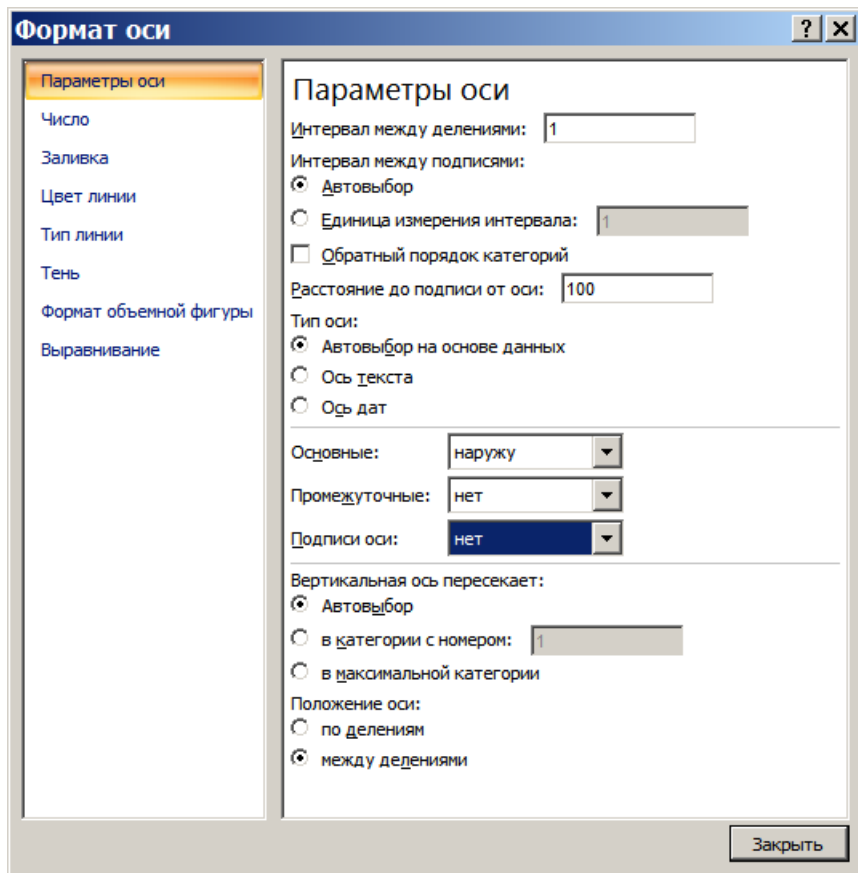 Формат оси
Параметры оси
Число
Заливка
Цвет линии
Тип линии
Тень
Формат объемной фигуры
Выравнивание
Параметры оси
Интервал между делениями: 1
Интервал между подписями:
Автовыбор
Единица измерения интервала: 1
Обратный порядок категорий
Расстояние до подписи от оси: 100
Тип оси:
Автовыбор на основе данных
Ось текста
Ось дат
Основные: наружу
Промежуточные: нет
Подписи оси: нет
Вертикальная ось пересекает:
Автовыбор
в категории с номером: 1
в максимальной категории
Положение оси:
по делениям
между делениями
Закрыть